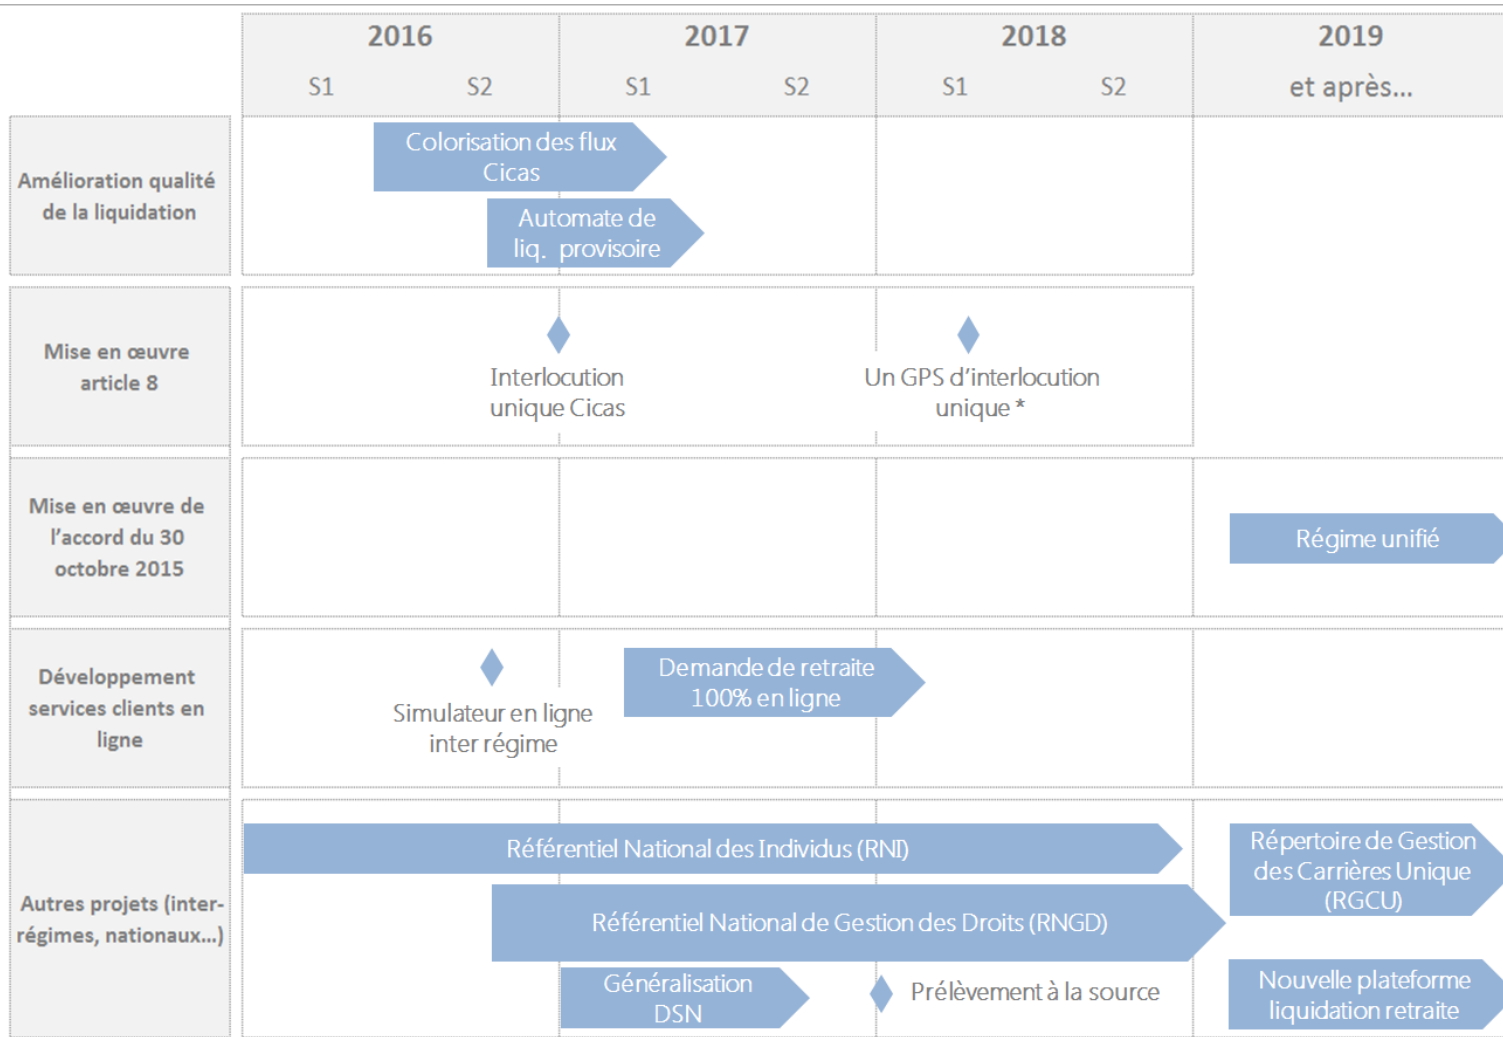 2016
2017
2018
2019
S1
S2
S1
S2
S1
S2
et après...
Amélioration qualité
de la liquidation
Colorisation des flux
Cicas
Automate de
liq. provisoire
Mise en œuvre
article 8
Interlocution
unique Cicas
Un GPS d’interlocution
unique *
Mise en œuvre de
l’accord du 30
octobre 2015
Régime unifié
Développement
services clients en
ligne
Simulateur en ligne
inter régime
Demande de retraite
100% en ligne
Autres projets (inter-
régimes, nationaux...)
Référentiel National des Individus (RNI)
Répertoire de Gestion
des Carrières Unique
(RGCU)
Référentiel National de Gestion des Droits (RNGD)
Généralisation
DSN
Prélèvement à la source
Nouvelle plateforme
liquidation retraite